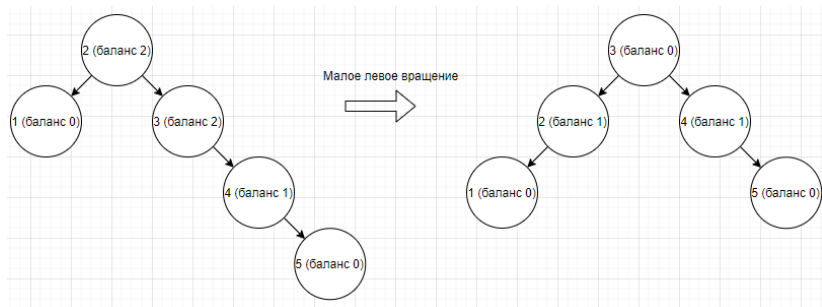 2 (баланс 2)
1 (баланс 0)
3 (баланс 2)
4 (баланс 1)
5 (баланс 0)
Малое левое вращение
3 (баланс 0)
2 (баланс 1)
4 (баланс 1)
1 (баланс 0)
5 (баланс 0)